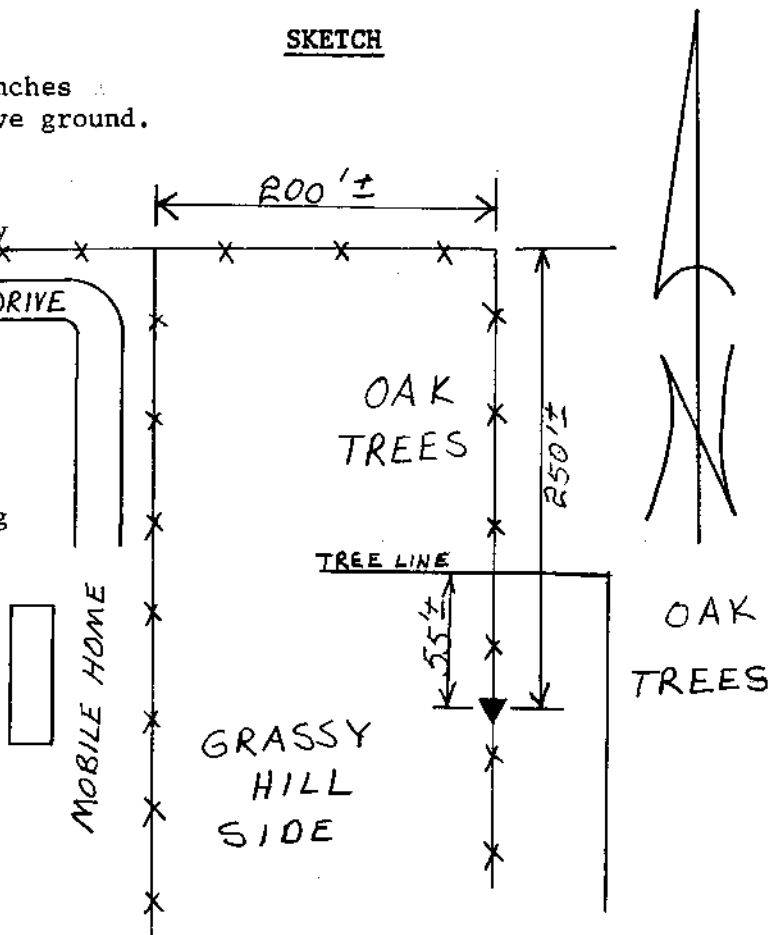 SKETCH
nches
ve ground.
200'±
DRIVE
OAK
TREES
250'±
g
TREE LINE
55'±
MOBILE HOME
OAK
TREES
GRASSY
HILL
SIDE
N